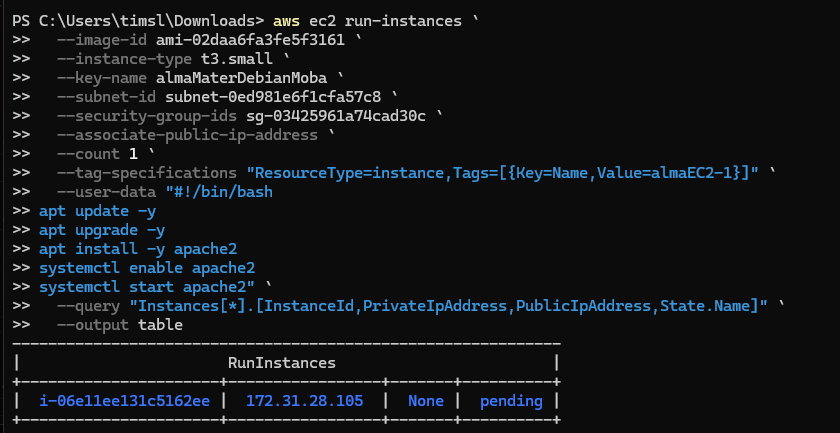 PS C:\Users\timsl\Downloads> aws ec2 run-instances `
>>   --image-id ami-02daa6fa3fe5f3161 `
>>   --instance-type t3.small `
>>   --key-name almaMaterDebianMoba `
>>   --subnet-id subnet-0ed981e6f1cfa57c8 `
>>   --security-group-ids sg-03425961a74cad30c `
>>   --associate-public-ip-address `
>>   --count 1 `
>>   --tag-specifications "ResourceType=instance,Tags=[{Key=Name,Value=almaEC2-1}]" `
>>   --user-data "#!/bin/bash
>> apt update -y
>> apt upgrade -y
>> apt install -y apache2
>> systemctl enable apache2
>> systemctl start apache2" `
>>   --query "Instances[*].[InstanceId,PrivateIpAddress,PublicIpAddress,State.Name]" `
>>   --output table
-------------------------------------------------------------
|                       RunInstances                        |
+----------------------+----------------+-------+----------+
|  i-06e11ee131c5162ee |  172.31.28.105 |  None |  pending |
+----------------------+----------------+-------+----------+